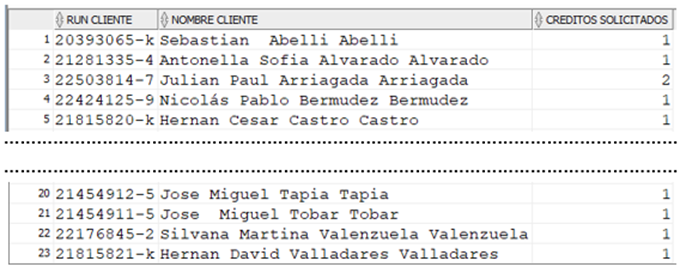 RUN CLIENTE NOMBRE CLIENTE CREDITOS SOLICITADOS
1 20393065-k Sebastian  Abelli Abelli 1
2 21281335-4 Antonella Sofia Alvarado Alvarado 1
3 22503814-7 Julian Paul Arriagada Arriagada 2
4 22424125-9 Nicolás Pablo Bermudez Bermudez 1
5 21815820-k Hernan Cesar Castro Castro 1
20 21454912-5 Jose Miguel Tapia Tapia 1
21 21454911-5 Jose  Miguel Tobar Tobar 1
22 22176845-2 Silvana Martina Valenzuela Valenzuela 1
23 21815821-k Hernan David Valladares Valladares 1